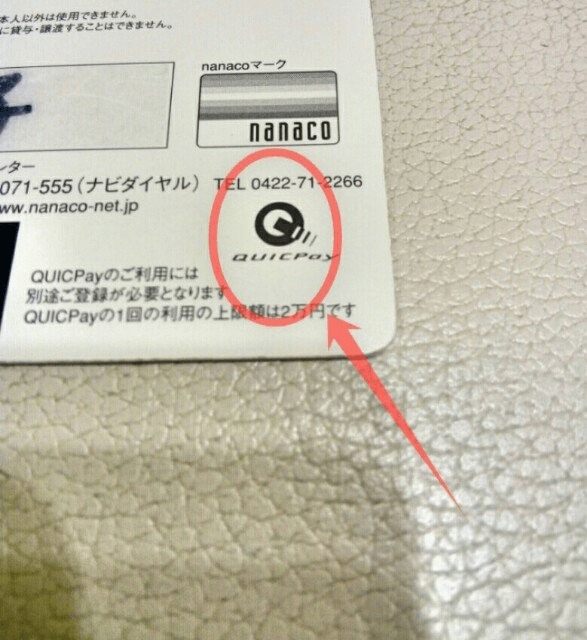 本人以外は使用できません。
に貸与・譲渡することはできません。
nanacoマーク
nanaco
ンター
071-555（ナビダイヤル） TEL 0422-71-2266
ww.nanaco-net.jp
QUICPay
QUICPayのご利用には
別途ご登録が必要となります
QUICPayの1回の利用の上限額は2万円です